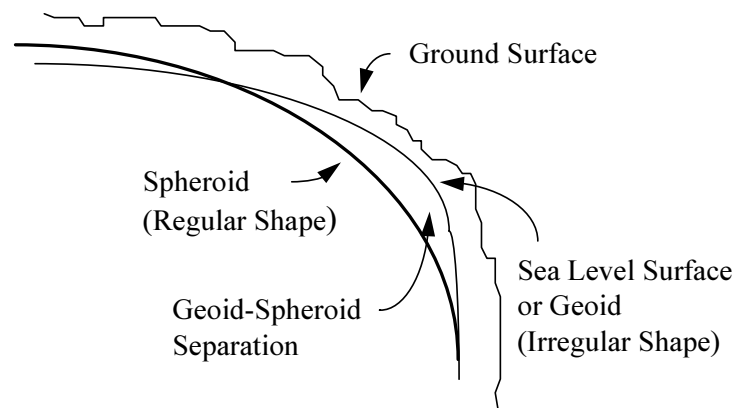 Ground Surface
Spheroid
(Regular Shape)
Sea Level Surface
or Geoid
(Irregular Shape)
Geoid-Spheroid
Separation